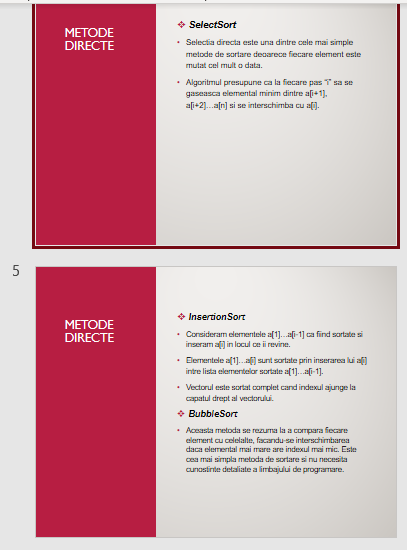 METODE
DIRECTE
❖ SelectSort
• Selectia directa este una dintre cele mai simple
metode de sortare deoarece fiecare element este
mutat cel mult o data.
• Algoritmul presupune ca la fiecare pas "i" sa se
gaseasca elemental minim dintre a[i+1],
a[i+2]…a[n] si se interschimba cu a[i].
5
METODE
DIRECTE
❖ InsertionSort
• Consideram elementele a[1]…a[i-1] ca fiind sortate si
inseram a[i] in locul ce ii revine.
• Elementele a[1]…a[i] sunt sortate prin inserarea lui a[i]
intre lista elementelor sortate a[1]…a[i-1].
• Vectorul este sortat complet cand indexul ajunge la
capatul drept al vectorului.
❖ BubbleSort
• Aceasta metoda se rezuma la a compara fiecare
element cu celelalte, facandu-se interschimbarea
daca elemental mai mare are indexul mai mic. Este
cea mai simpla metoda de sortare si nu necesita
cunostinte detaliate a limbajului de programare.